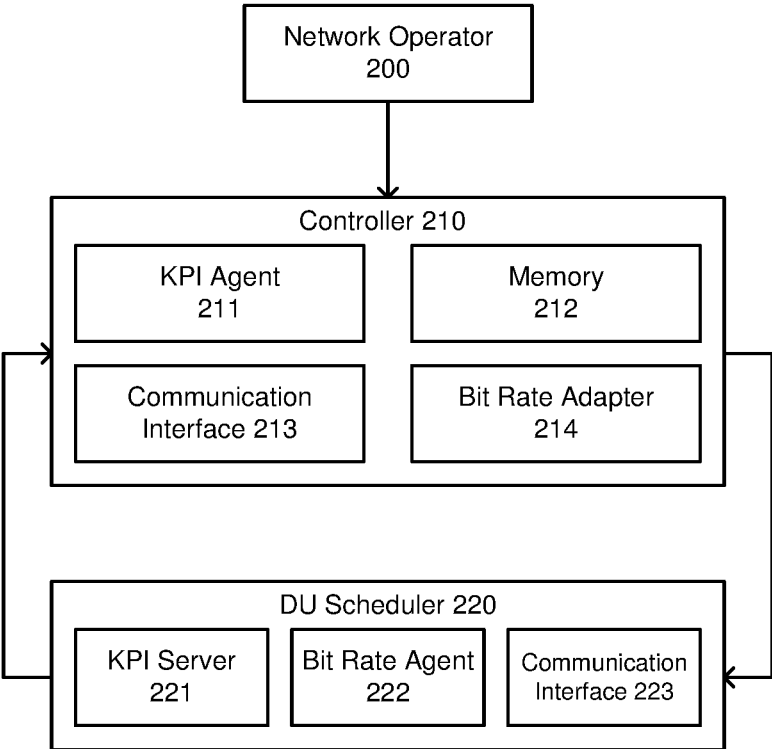 Network Operator
200
Controller 210
KPI Agent
211
Memory
212
Communication
Interface 213
Bit Rate Adapter
214
DU Scheduler 220
KPI Server
221
Bit Rate Agent
222
Communication
Interface 223